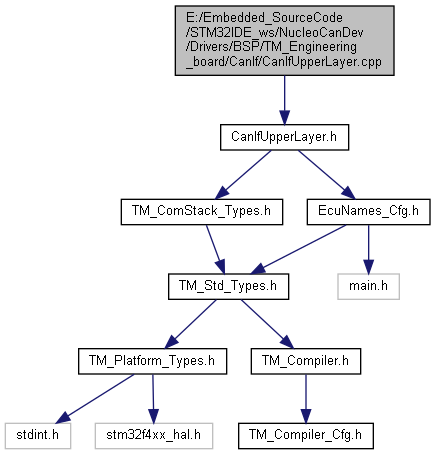 E:/Embedded_SourceCode
/STM32IDE_ws/NucleoCanDev
/Drivers/BSP/TM_Engineering
_board/CanIf/CanIfUpperLayer.cpp
CanIfUpperLayer.h
TM_ComStack_Types.h
EcuNames_Cfg.h
TM_Std_Types.h
main.h
TM_Platform_Types.h
TM_Compiler.h
stdint.h
stm32f4xx_hal.h
TM_Compiler_Cfg.h